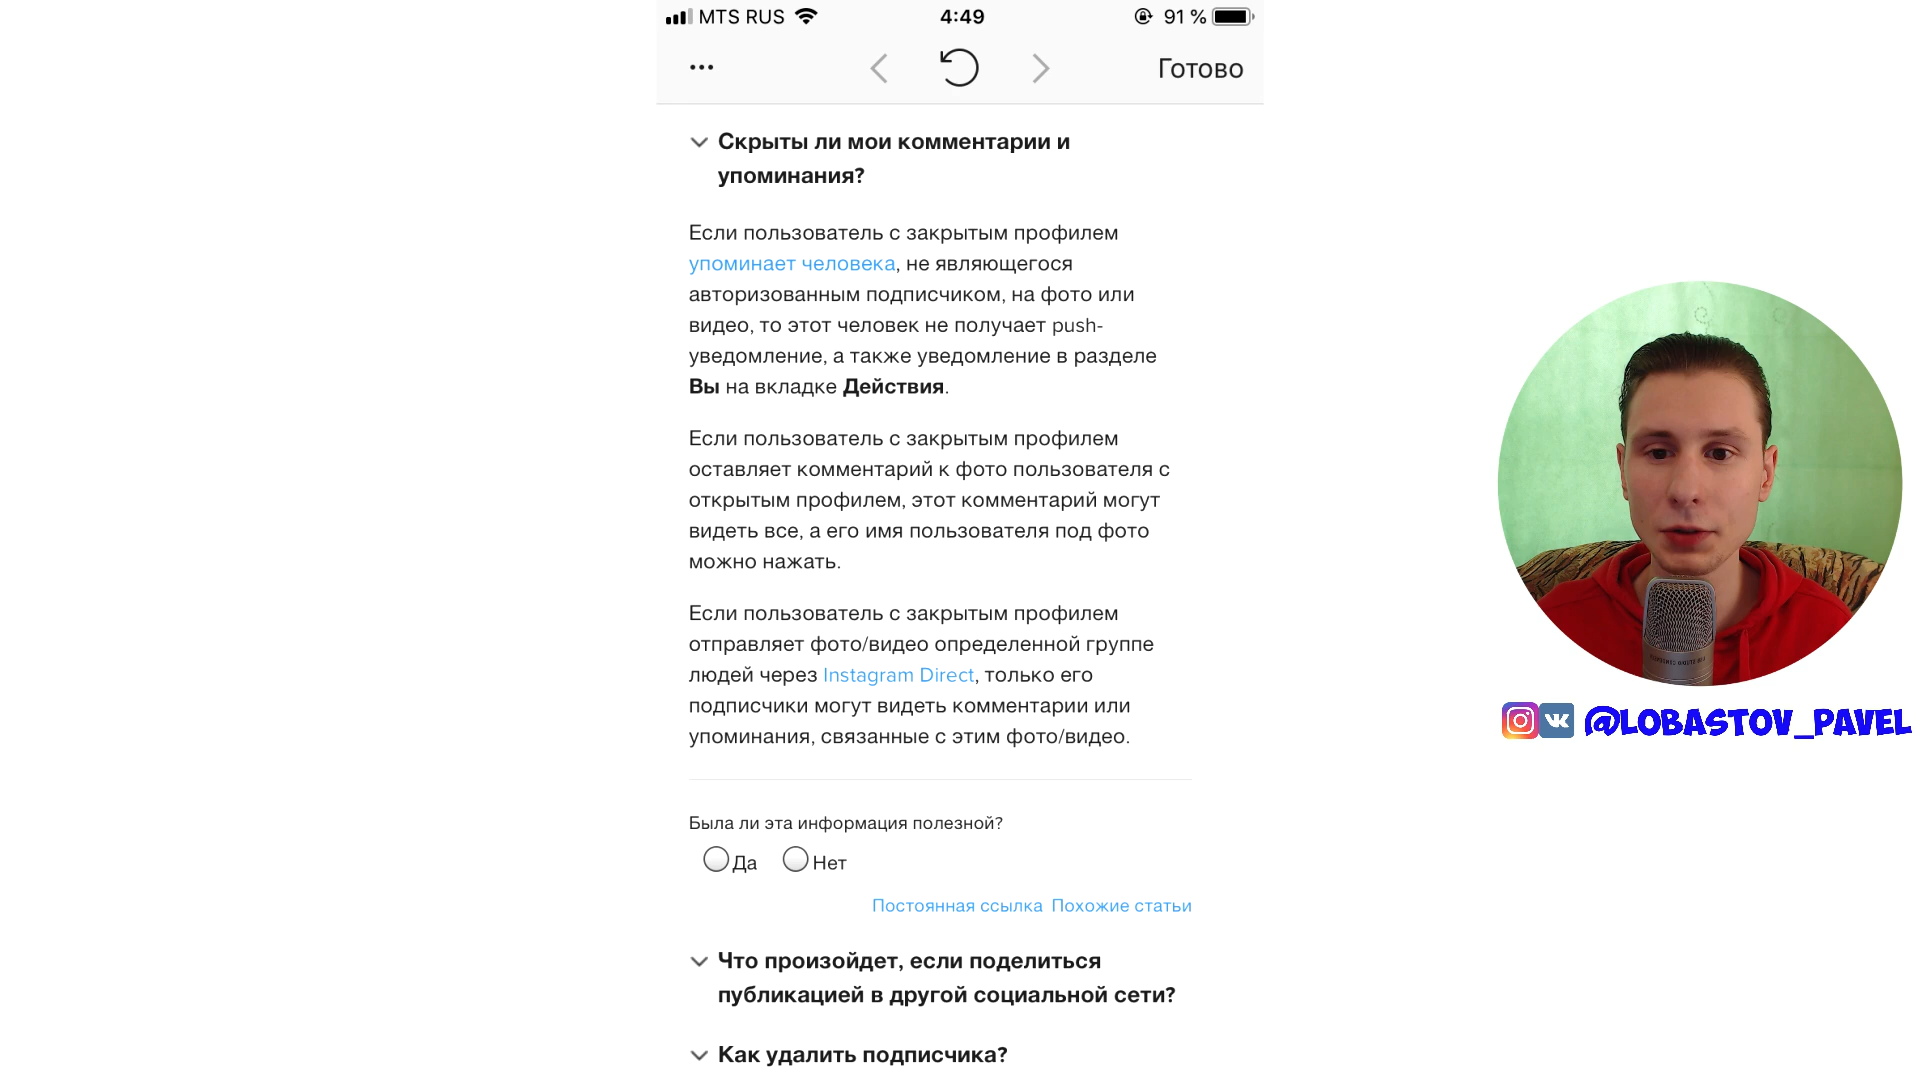 MTS RUS 4:49 91 %
Готово
Скрыты ли мои комментарии и
упоминания?
Если пользователь с закрытым профилем
упоминает человека, не являющегося
авторизованным подписчиком, на фото или
видео, то этот человек не получает push-
уведомление, а также уведомление в разделе
Вы на вкладке Действия.
Если пользователь с закрытым профилем
оставляет комментарий к фото пользователя с
открытым профилем, этот комментарий могут
видеть все, а его имя пользователя под фото
можно нажать.
Если пользователь с закрытым профилем
отправляет фото/видео определенной группе
людей через Instagram Direct, только его
подписчики могут видеть комментарии или
упоминания, связанные с этим фото/видео.
Была ли эта информация полезной?
Да Нет
Постоянная ссылка Похожие статьи
Что произойдет, если поделиться
публикацией в другой социальной сети?
Как удалить подписчика?
@LOBASTOV_PAVEL